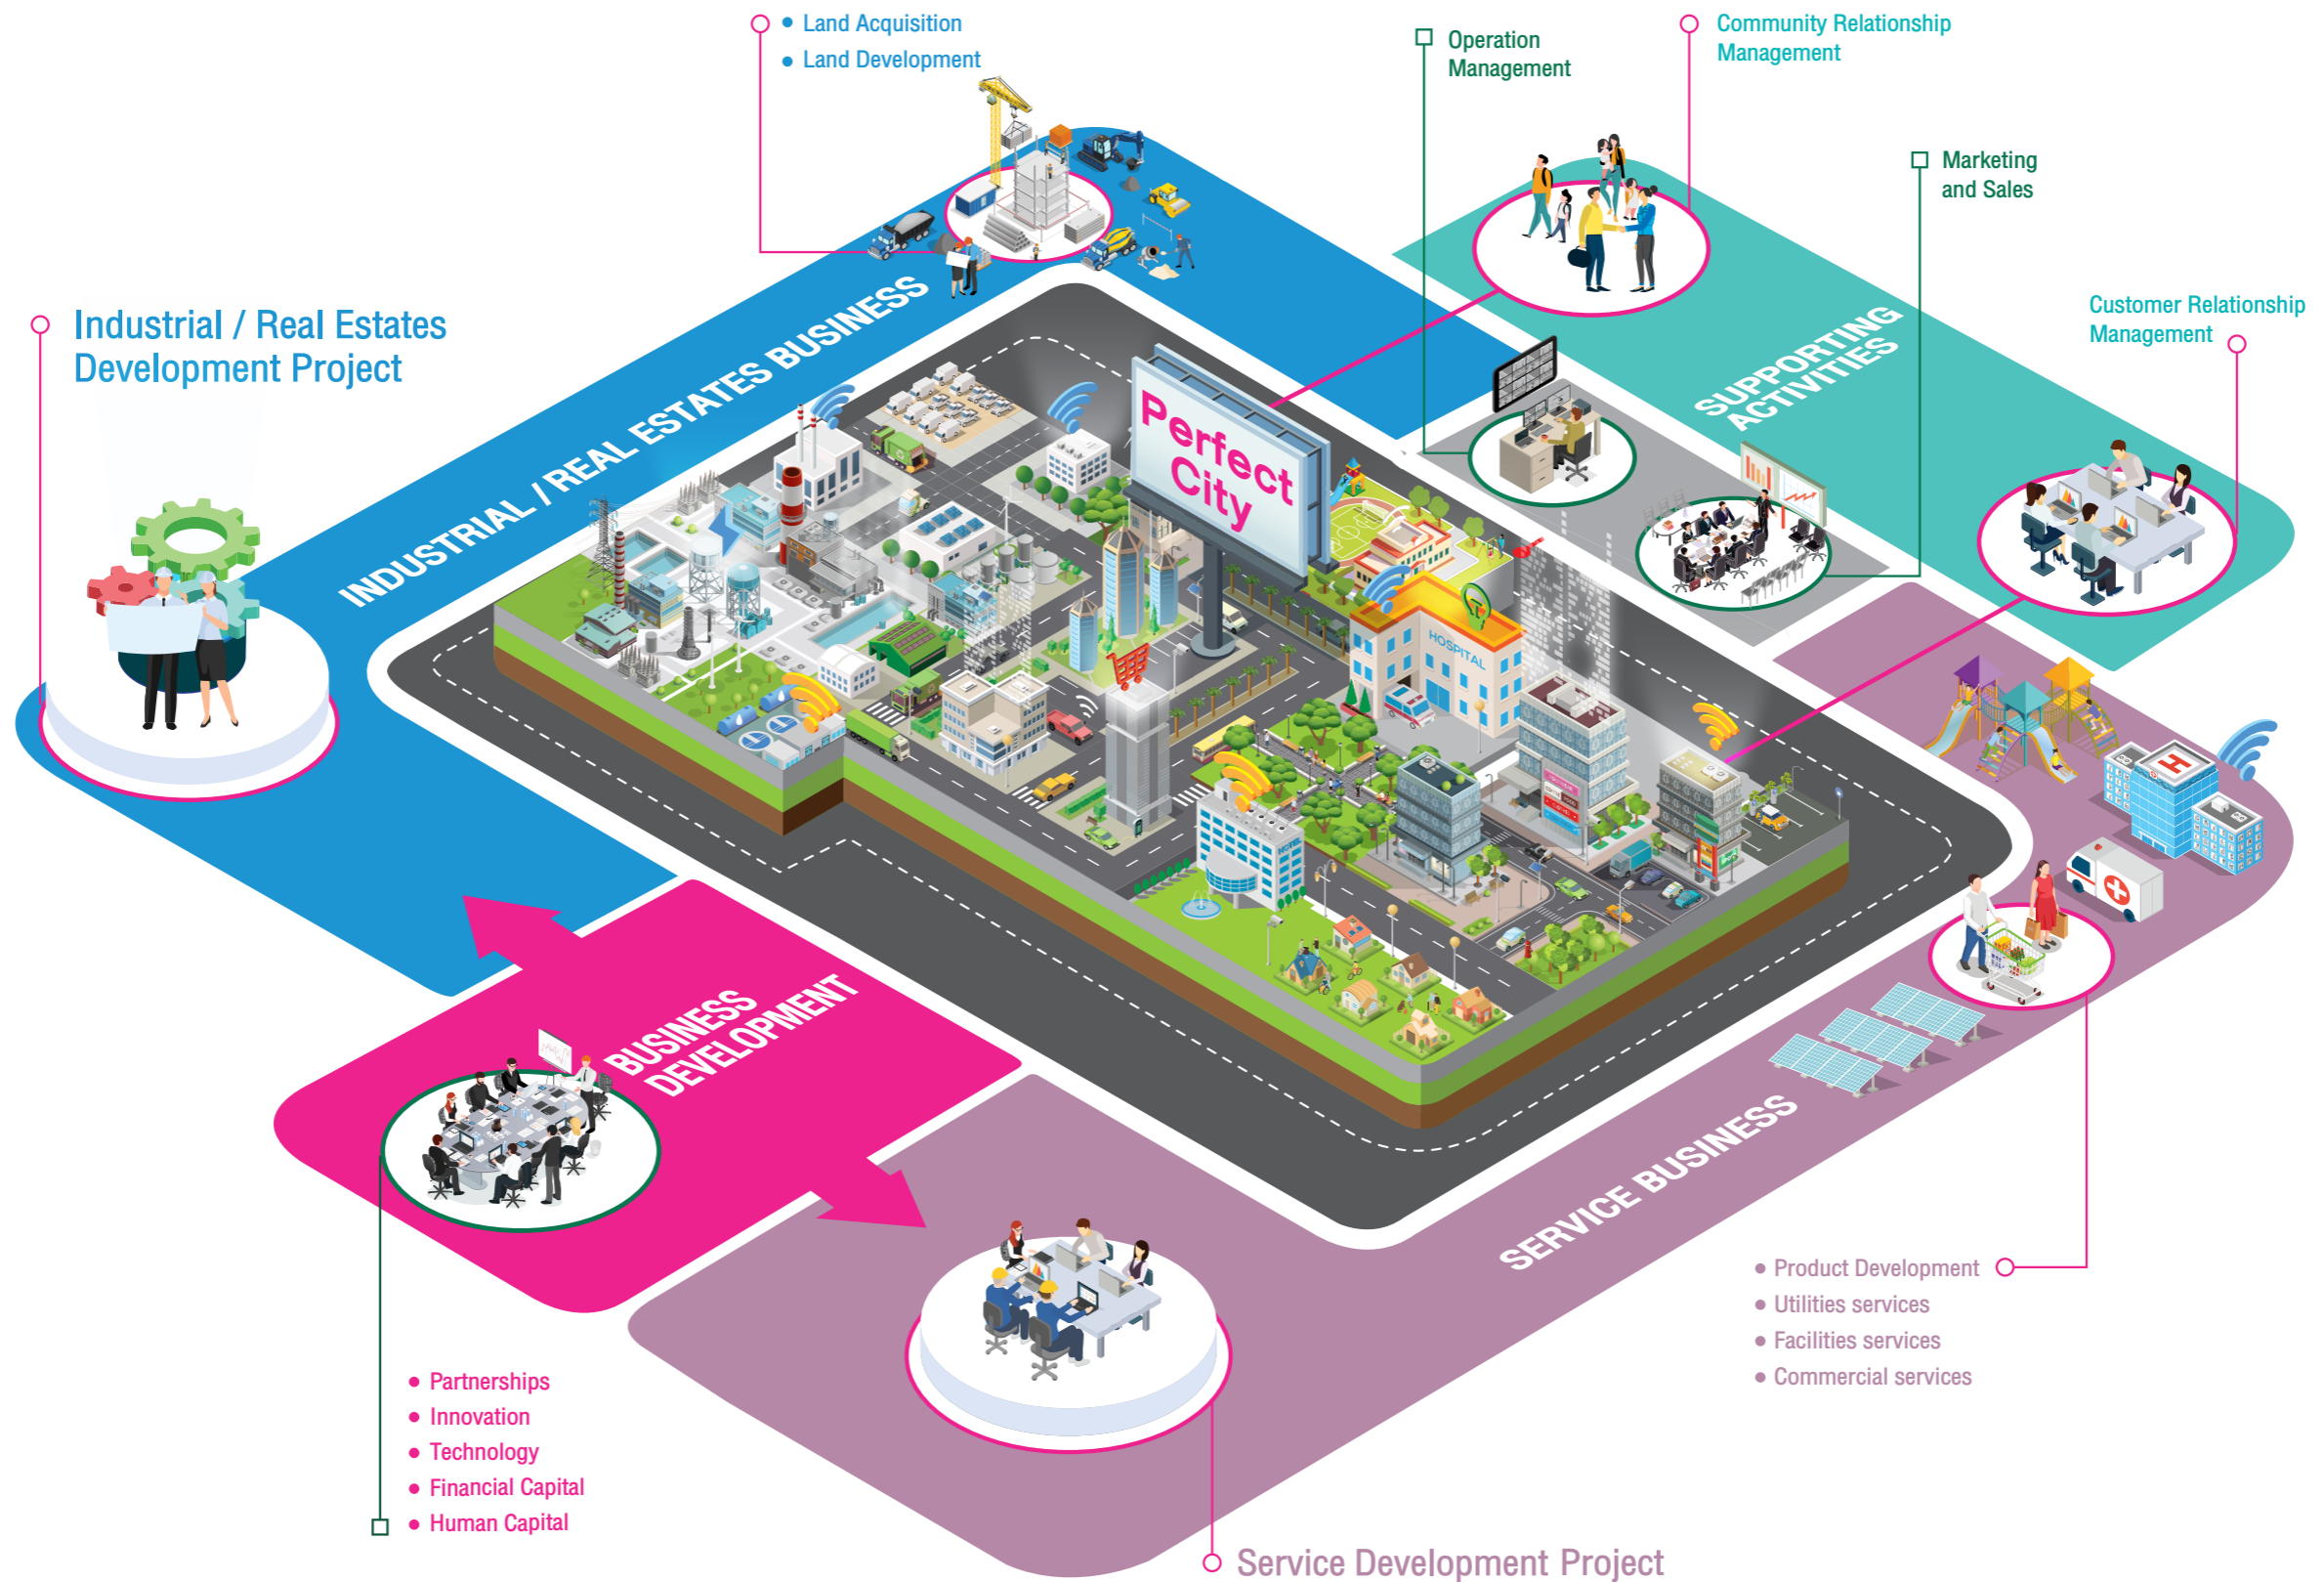 Land Acquisition
Land Development
Operation
Management
Community Relationship
Management
Marketing
and Sales
Customer Relationship
Management
Industrial / Real Estates
Development Project
INDUSTRIAL / REAL ESTATES BUSINESS
SUPPORTING
ACTIVITIES
Perfect
City
HOSPITAL
H
HOTEL
BUSINESS
DEVELOPMENT
SERVICE BUSINESS
Product Development
Utilities services
Facilities services
Commercial services
Partnerships
Innovation
Technology
Financial Capital
Human Capital
Service Development Project